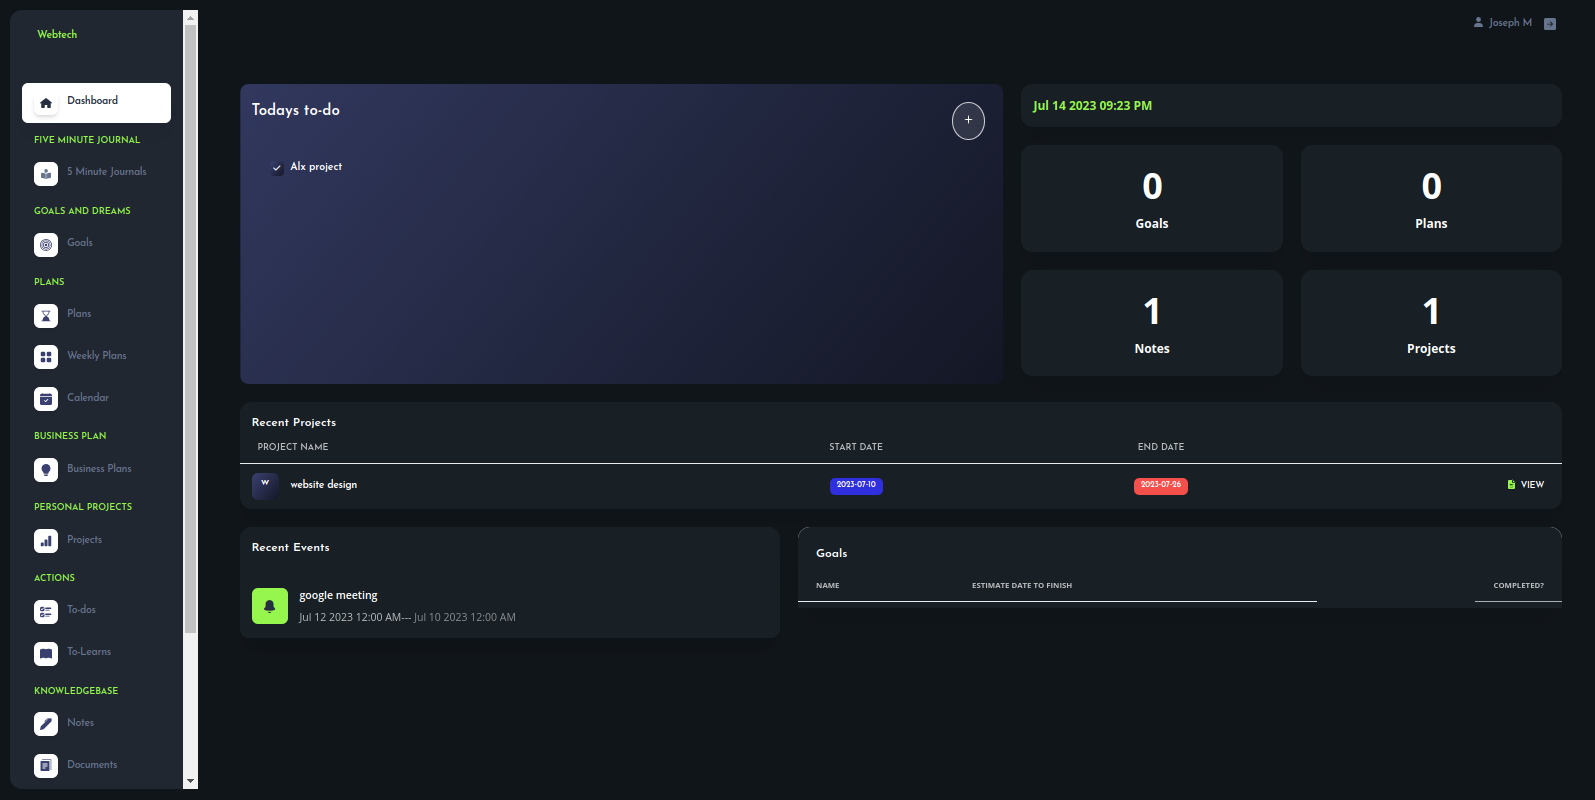 Webtech
Dashboard
FIVE MINUTE JOURNAL
5 Minute Journals
GOALS AND DREAMS
Goals
PLANS
Plans
Weekly Plans
Calendar
BUSINESS PLAN
Business Plans
PERSONAL PROJECTS
Projects
ACTIONS
To-dos
To-Learns
KNOWLEDGEBASE
Notes
Documents
Joseph M
Todays to-do
+
Alx project
Jul 14 2023 09:23 PM
0
Goals
0
Plans
1
Notes
1
Projects
Recent Projects
PROJECT NAME START DATE END DATE
W website design 2023-07-10 2023-07-26 VIEW
Recent Events
google meeting
Jul 12 2023 12:00 AM--- Jul 10 2023 12:00 AM
Goals
NAME ESTIMATE DATE TO FINISH COMPLETED?